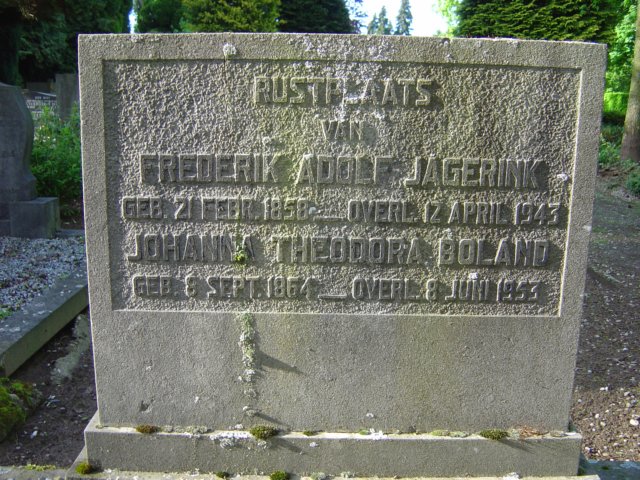 RUSTPLAATS
VAN
FREDERIK ADOLF JAGERINK
GEB. 21 FEBR. 1858 — OVERL. 12 APRIL 1943
JOHANNA THEODORA BOLAND
GEB. 8 SEPT. 1864 — OVERL. 8 JUNI 1953